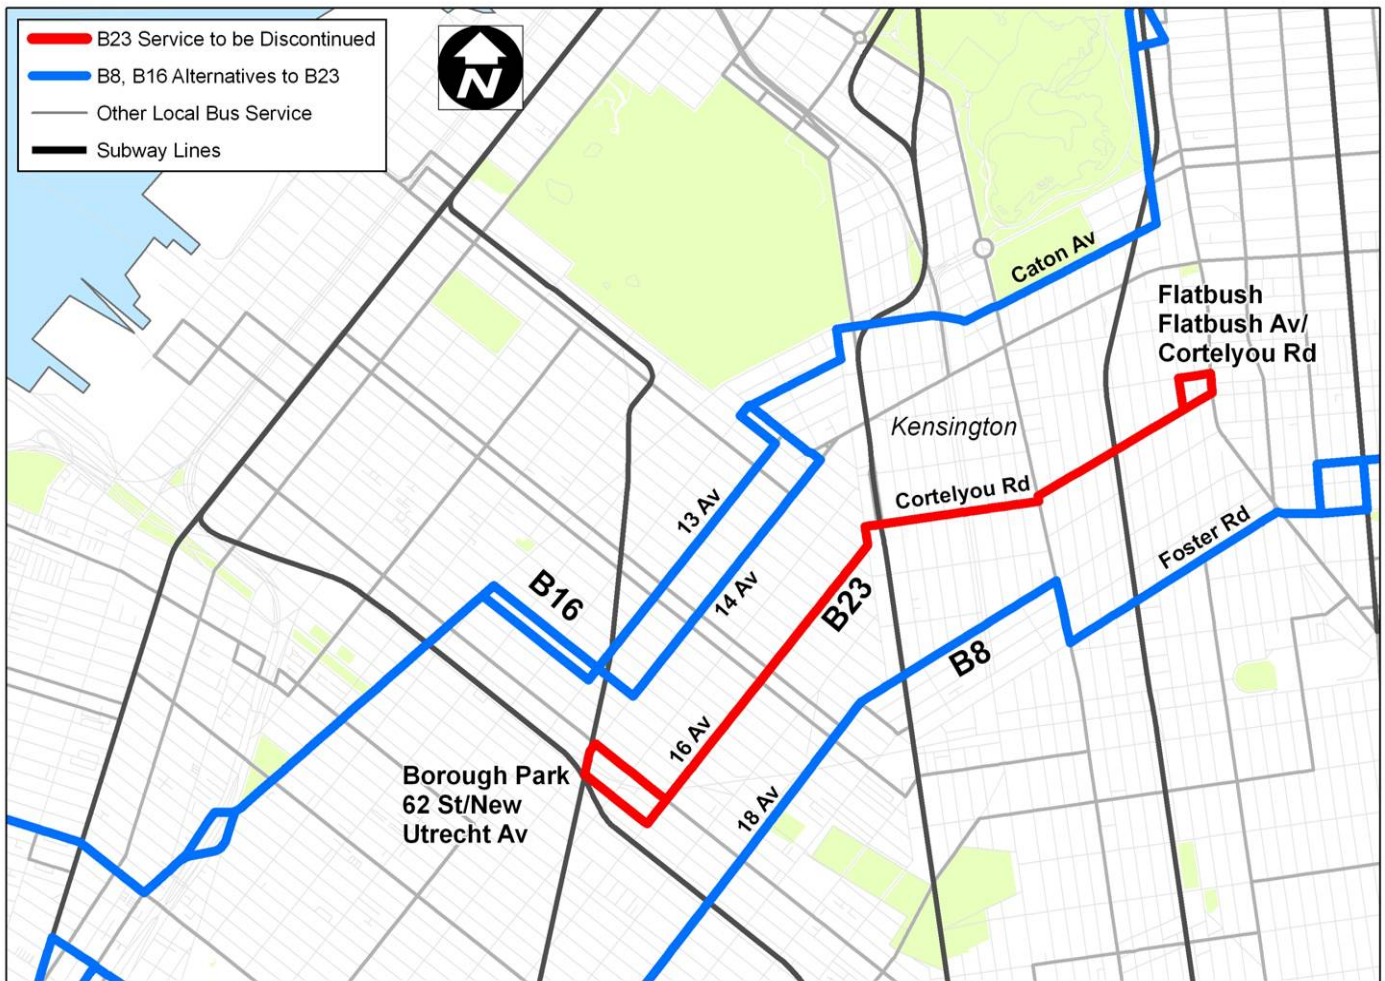 B23 Service to be Discontinued
B8, B16 Alternatives to B23
Other Local Bus Service
Subway Lines
N
Caton Av
Flatbush
Flatbush Av/
Cortelyou Rd
Kensington
Cortelyou Rd
13 Av
Foster Rd
B16
14 Av
B23
B8
16 Av
Borough Park
62 St/New
Utrecht Av
18 Av